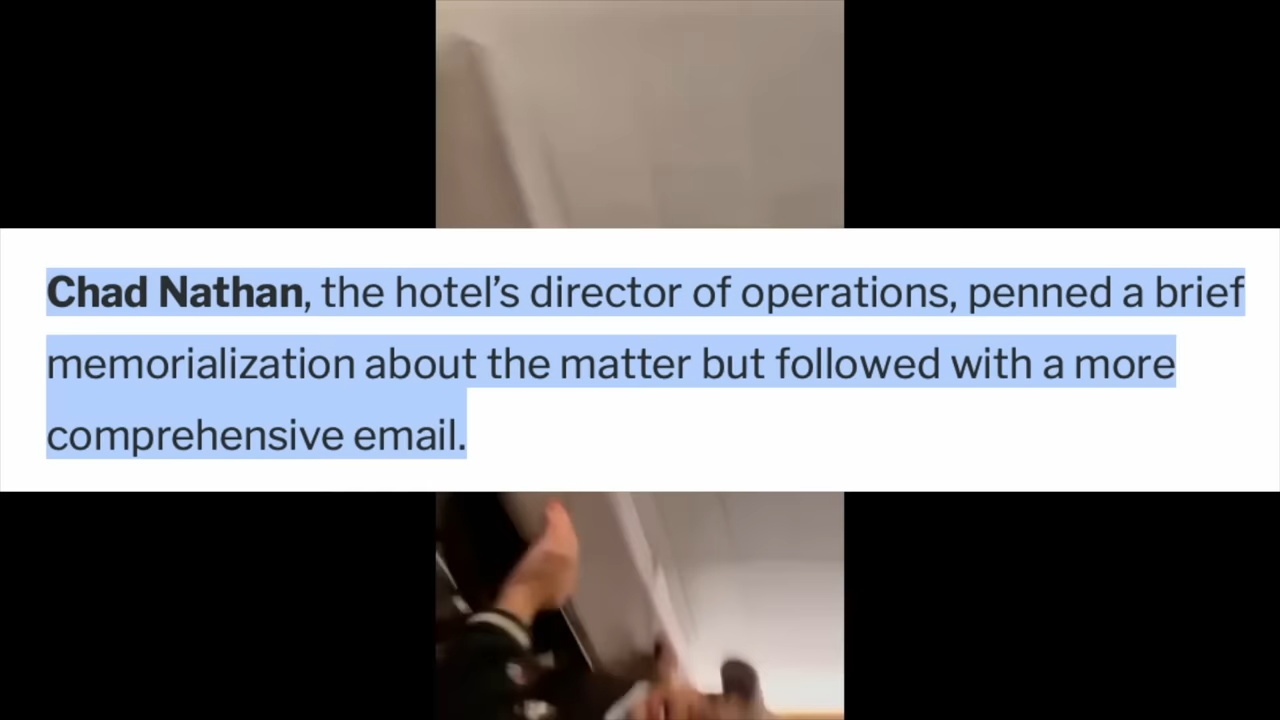 Chad Nathan, the hotel’s director of operations, penned a brief
memorialization about the matter but followed with a more
comprehensive email.